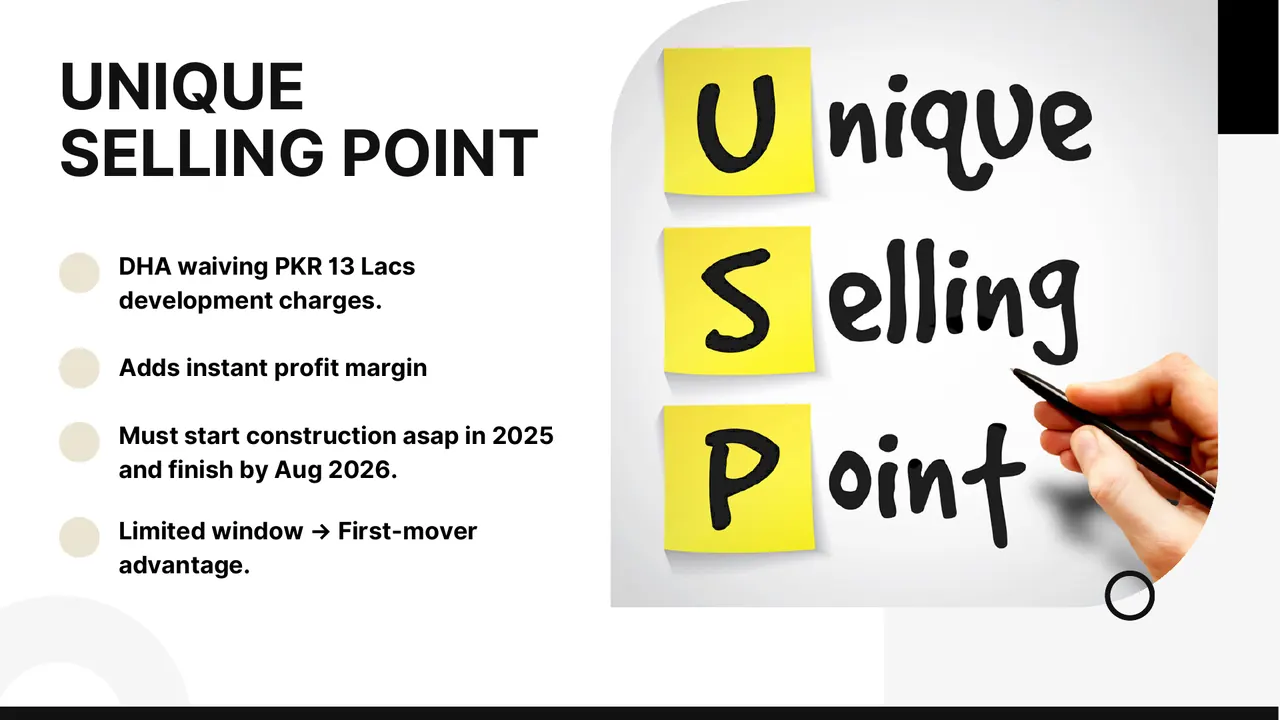 UNIQUE
SELLING POINT
DHA waiving PKR 13 Lacs
development charges.
Adds instant profit margin
Must start construction asap in 2025
and finish by Aug 2026.
Limited window → First-mover
advantage.
Unique
Selling
Point